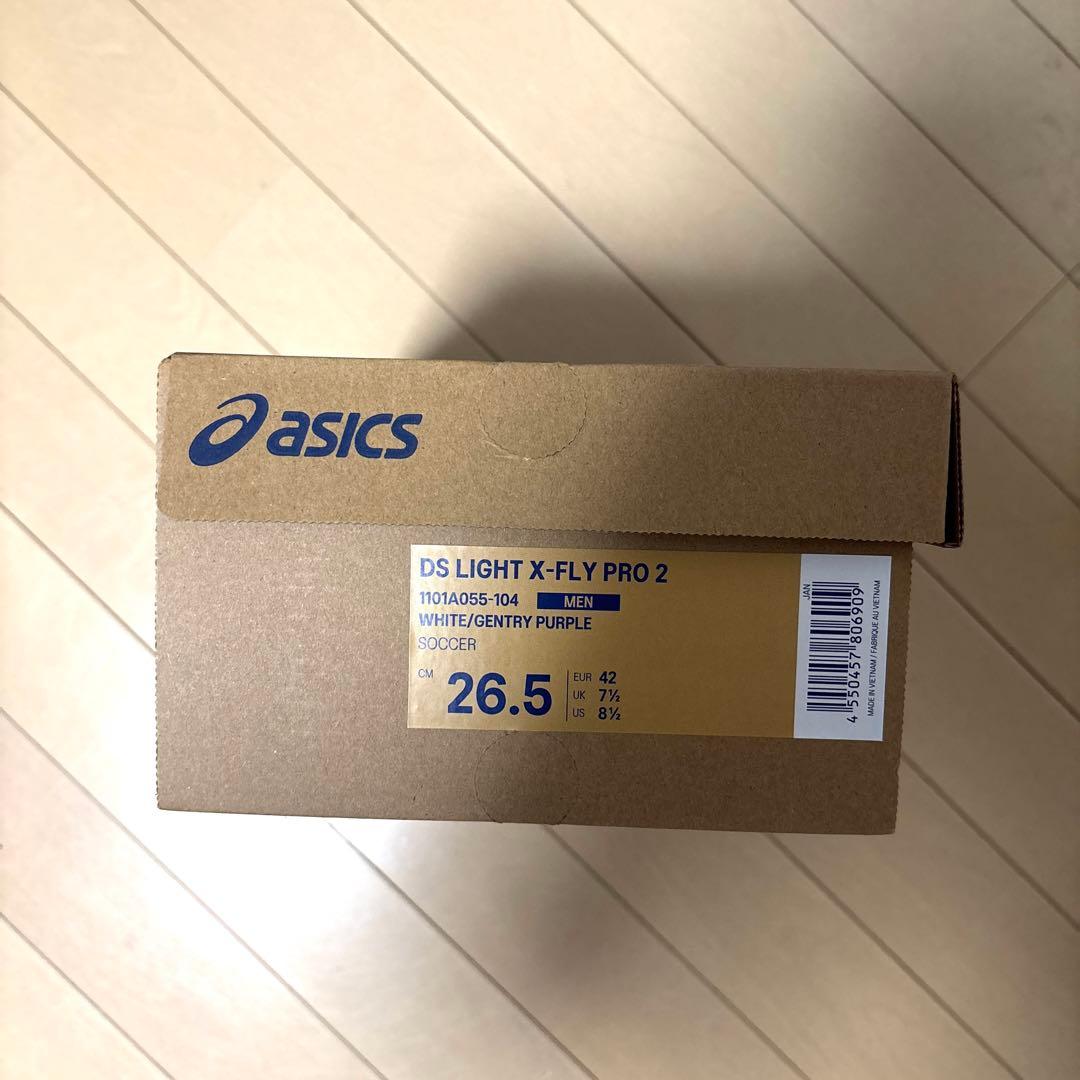 asics
DS LIGHT X-FLY PRO 2
1101A055-104 MEN
WHITE/GENTRY PURPLE
SOCCER
CM 26.5
EUR 42
UK 7½
US 8½
JAN
4 550457 806909
MADE IN VIETNAM / FABRIQUE AU VIETNAM